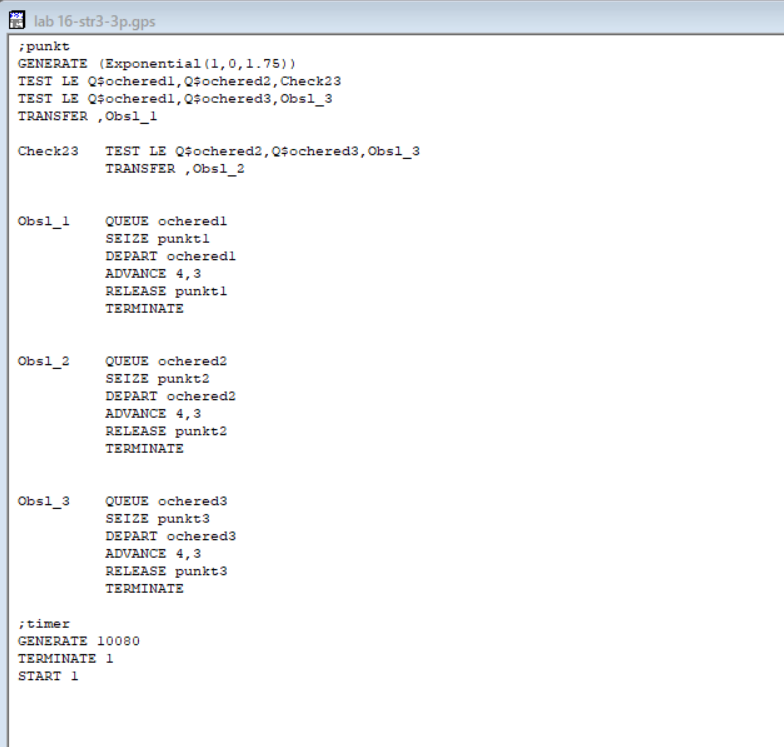 lab 16-str3-3p.gps
;punkt
GENERATE (Exponential(1,0,1.75))
TEST LE Q$ochered1,Q$ochered2,Check23
TEST LE Q$ochered1,Q$ochered3,Obsl_3
TRANSFER ,Obsl_1
Check23 TEST LE Q$ochered2,Q$ochered3,Obsl_3
TRANSFER ,Obsl_2
Obsl_1 QUEUE ochered1
SEIZE punkt1
DEPART ochered1
ADVANCE 4,3
RELEASE punkt1
TERMINATE
Obsl_2 QUEUE ochered2
SEIZE punkt2
DEPART ochered2
ADVANCE 4,3
RELEASE punkt2
TERMINATE
Obsl_3 QUEUE ochered3
SEIZE punkt3
DEPART ochered3
ADVANCE 4,3
RELEASE punkt3
TERMINATE
;timer
GENERATE 10080
TERMINATE 1
START 1